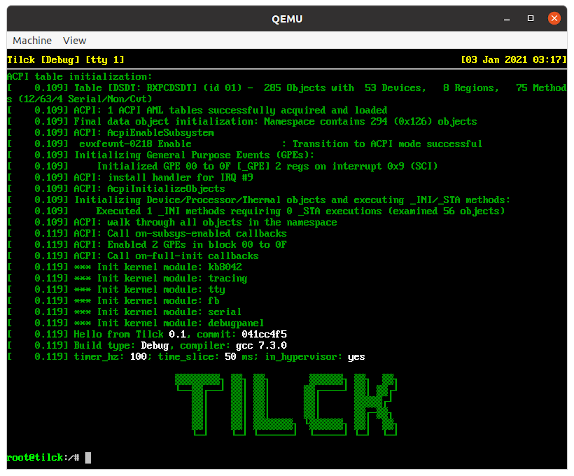 QEMU
Machine View
Tilck [Debug] [tty 1] [03 Jan 2021 03:17]
ACPI table initialization:
[ 0.109] Table [DSDT: BXPCDSDT] (id 01) - 285 Objects with 53 Devices, 8 Regions, 75 Method
s (12/63/4 Serial/Non/Cvt)
[ 0.109] ACPI: 1 ACPI AML tables successfully acquired and loaded
[ 0.109] Final data object initialization: Namespace contains 294 (0x126) objects
[ 0.109] ACPI: AcpiEnableSubsystem
[ 0.109] evxfevnt-0218 Enable : Transition to ACPI mode successful
[ 0.109] Initializing General Purpose Events (GPEs):
[ 0.109] Initialized GPE 00 to 0F [_GPE] 2 regs on interrupt 0x9 (SCI)
[ 0.109] ACPI: install handler for IRQ #9
[ 0.109] ACPI: AcpiInitializeObjects
[ 0.109] Initializing Device/Processor/Thermal objects and executing _INI/_STA methods:
[ 0.109] Executed 1 _INI methods requiring 0 _STA executions (examined 56 objects)
[ 0.109] ACPI: walk through all objects in the namespace
[ 0.119] ACPI: Call on-subsys-enabled callbacks
[ 0.119] ACPI: Enabled 2 GPEs in block 00 to 0F
[ 0.119] ACPI: Call on-full-init callbacks
[ 0.119] *** Init kernel module: kb8042
[ 0.119] *** Init kernel module: tracing
[ 0.119] *** Init kernel module: tty
[ 0.119] *** Init kernel module: fb
[ 0.119] *** Init kernel module: serial
[ 0.119] *** Init kernel module: debugpanel
[ 0.119] Hello from Tilck 0.1, commit: 041cc4f5
[ 0.119] Build type: Debug, compiler: gcc 7.3.0
[ 0.119] timer_hz: 100; time_slice: 50 ms; in_hypervisor: yes
TILCK
root@tilck:/#